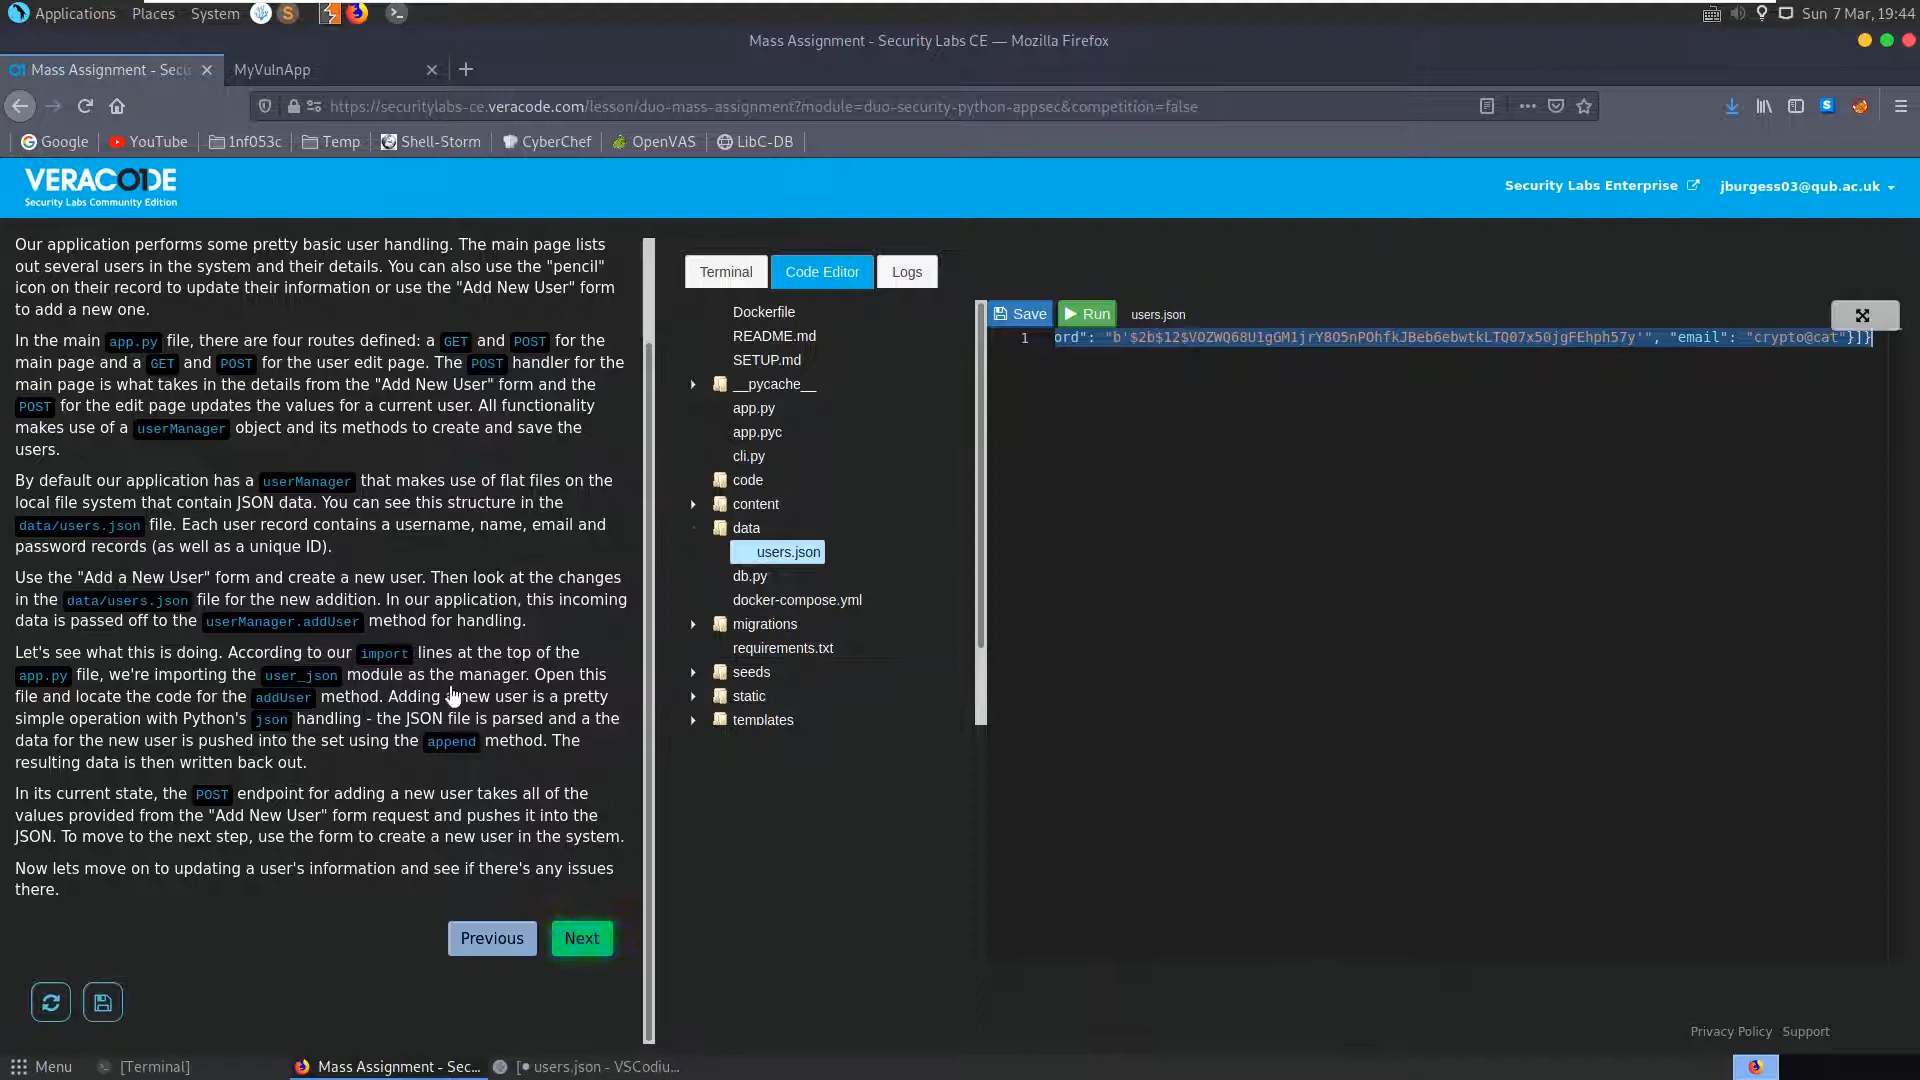 Applications Places System Sun 7 Mar, 19:44
Mass Assignment - Security Labs CE — Mozilla Firefox
Mass Assignment - Secu MyVulnApp
https://securitylabs-ce.veracode.com/lesson/duo-mass-assignment?module=duo-security-python-appsec&competition=false
Google YouTube 1nf053c Temp Shell-Storm CyberChef OpenVAS LibC-DB
VERACODE
Security Labs Community Edition
Security Labs Enterprise jburgess03@qub.ac.uk
Our application performs some pretty basic user handling. The main page lists
out several users in the system and their details. You can also use the "pencil"
icon on their record to update their information or use the "Add New User" form
to add a new one.
In the main app.py file, there are four routes defined: a GET and POST for the
main page and a GET and POST for the user edit page. The POST handler for the
main page is what takes in the details from the "Add New User" form and the
POST for the edit page updates the values for a current user. All functionality
makes use of a userManager object and its methods to create and save the
users.
By default our application has a userManager that makes use of flat files on the
local file system that contain JSON data. You can see this structure in the
data/users.json file. Each user record contains a username, name, email and
password records (as well as a unique ID).
Use the "Add a New User" form and create a new user. Then look at the changes
in the data/users.json file for the new addition. In our application, this incoming
data is passed off to the userManager.addUser method for handling.
Let's see what this is doing. According to our import lines at the top of the
app.py file, we're importing the user_json module as the manager. Open this
file and locate the code for the addUser method. Adding a new user is a pretty
simple operation with Python's json handling - the JSON file is parsed and a the
data for the new user is pushed into the set using the append method. The
resulting data is then written back out.
In its current state, the POST endpoint for adding a new user takes all of the
values provided from the "Add New User" form request and pushes it into the
JSON. To move to the next step, use the form to create a new user in the system.
Now lets move on to updating a user's information and see if there's any issues
there.
Previous Next
Terminal Code Editor Logs
Dockerfile
README.md
SETUP.md
__pycache__
app.py
app.pyc
cli.py
code
content
data
users.json
db.py
docker-compose.yml
migrations
requirements.txt
seeds
static
templates
Save Run users.json
1 ord": "b'$2b$12$VOZWQ68U1gGM1jrY8O5nPOhfkJBeb6ebwtkLTQ07x50jgFEhph57y'", "email": "crypto@cat"}]}
Privacy Policy Support
Menu [Terminal] Mass Assignment - Sec... [● users.json - VSCodiu...